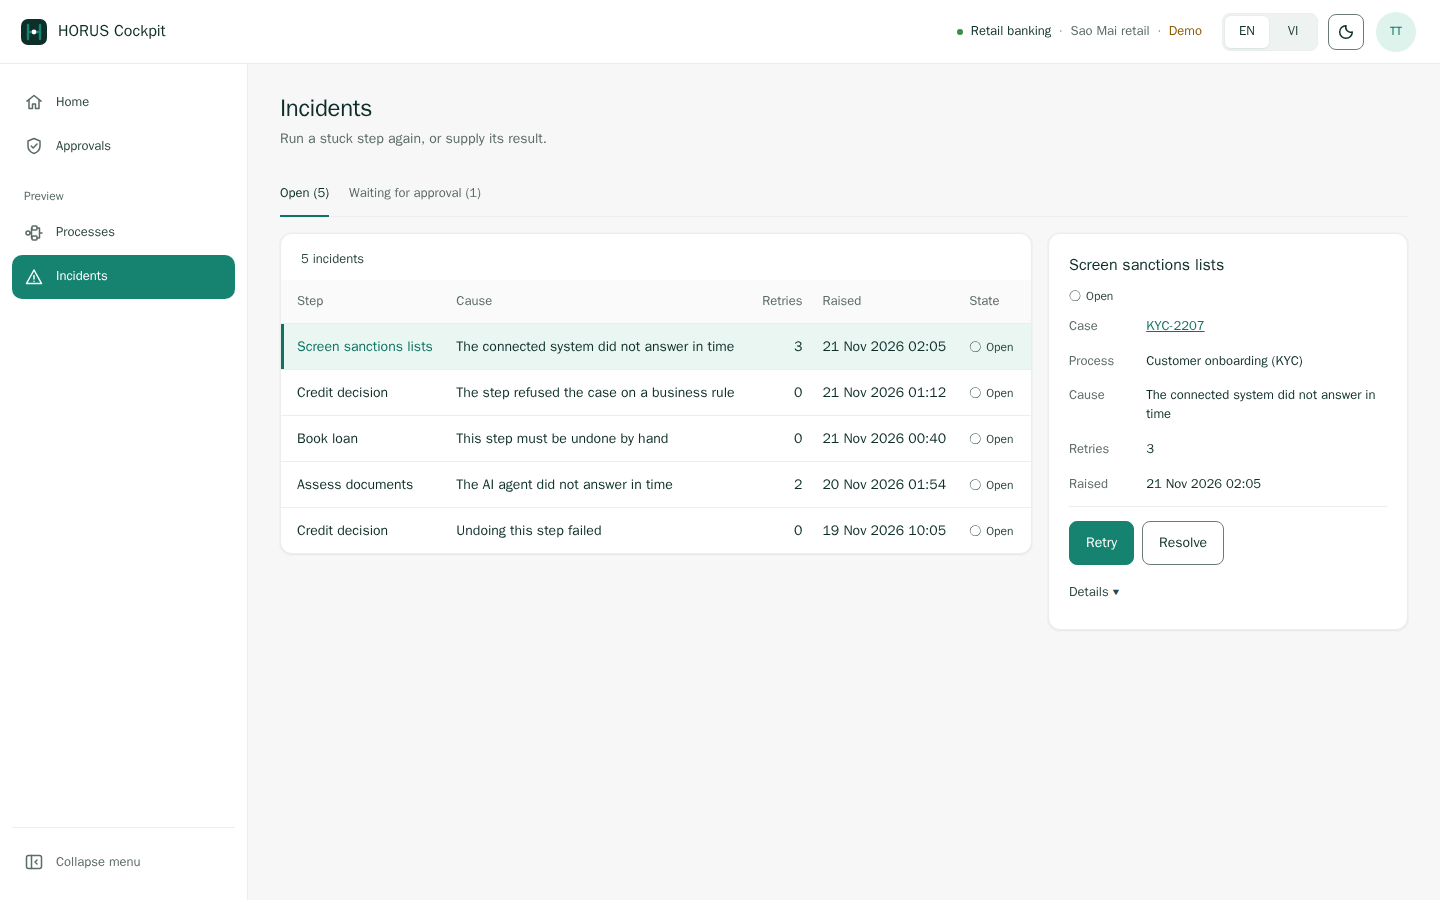 HORUS Cockpit
Retail banking · Sao Mai retail · Demo
EN VI
TT
Home
Approvals
Preview
Processes
Incidents
Collapse menu
Incidents
Run a stuck step again, or supply its result.
Open (5) Waiting for approval (1)
5 incidents
Step Cause Retries Raised State
Screen sanctions lists The connected system did not answer in time 3 21 Nov 2026 02:05 Open
Credit decision The step refused the case on a business rule 0 21 Nov 2026 01:12 Open
Book loan This step must be undone by hand 0 21 Nov 2026 00:40 Open
Assess documents The AI agent did not answer in time 2 20 Nov 2026 01:54 Open
Credit decision Undoing this step failed 0 19 Nov 2026 10:05 Open
Screen sanctions lists
Open
Case KYC-2207
Process Customer onboarding (KYC)
Cause The connected system did not answer in
time
Retries 3
Raised 21 Nov 2026 02:05
Retry Resolve
Details ▾